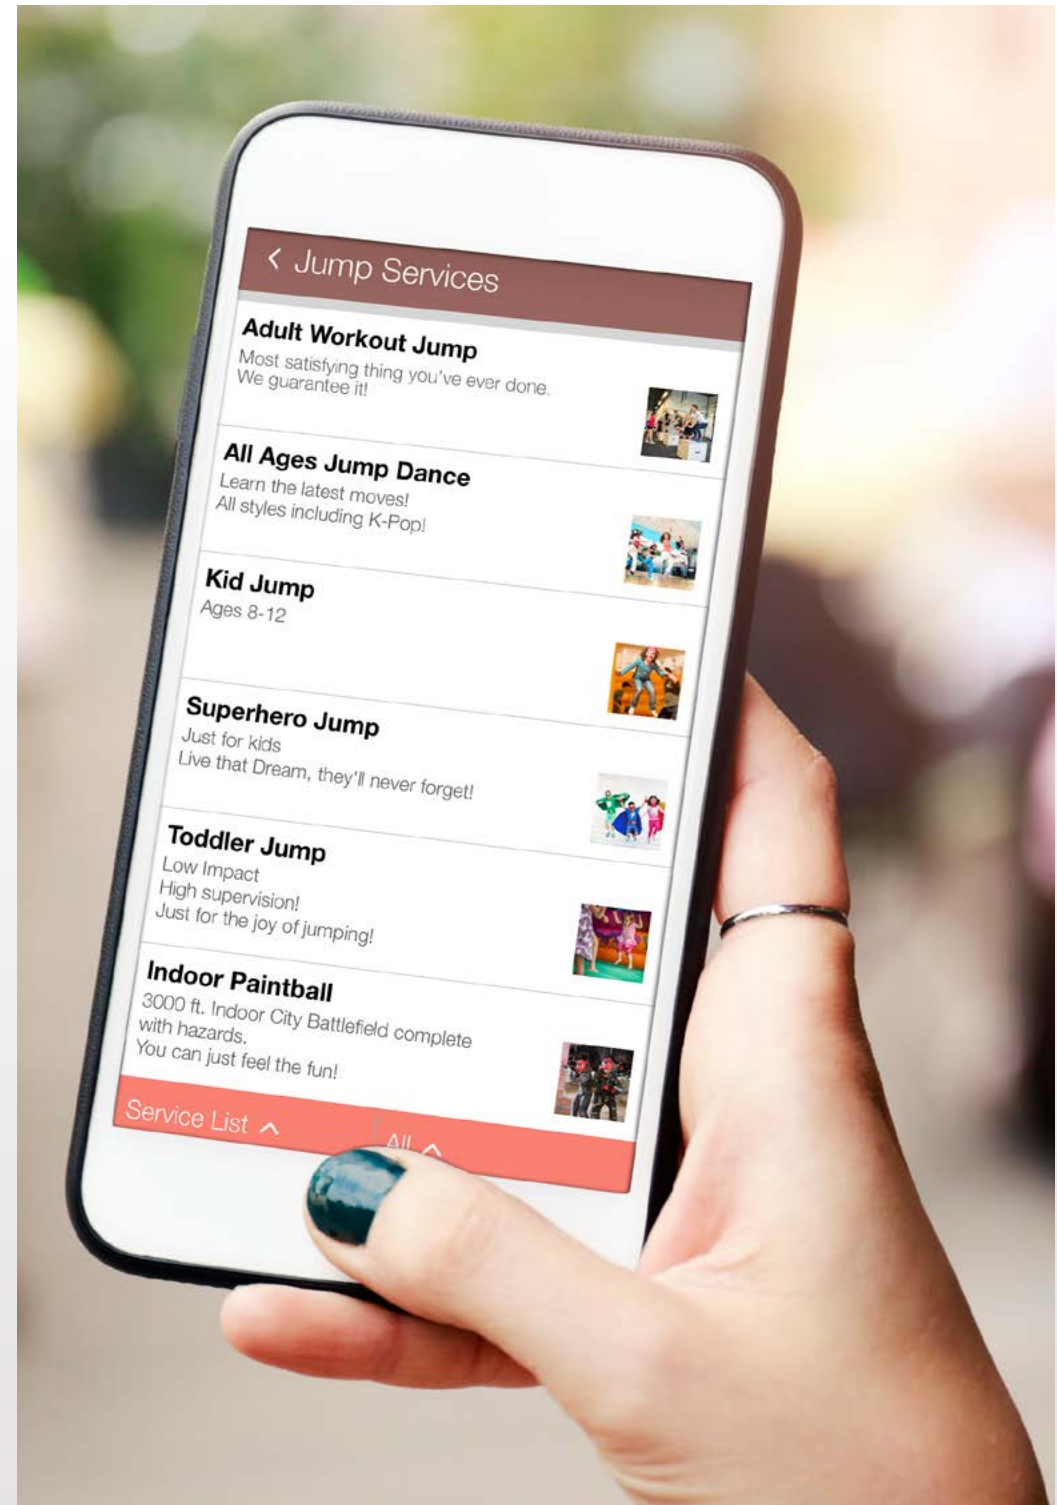 Jump Services
Adult Workout Jump
Most satisfying thing you've ever done.
We guarantee it!
All Ages Jump Dance
Learn the latest moves!
All styles including K-Pop!
Kid Jump
Ages 8-12
Superhero Jump
Just for kids
Live that Dream, they'll never forget!
Toddler Jump
Low Impact
High supervision!
Just for the joy of jumping!
Indoor Paintball
3000 ft. Indoor City Battlefield complete
with hazards.
You can just feel the fun!
Service List
All